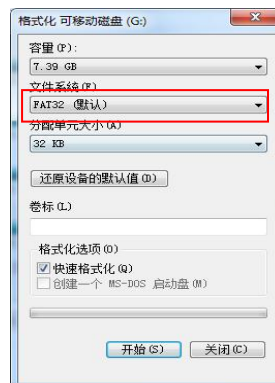 格式化 可移动磁盘 (G:)
容量(P):
7.39 GB
文件系统(F)
FAT32 (默认)
分配单元大小(A)
32 KB
还原设备的默认值(D)
卷标(L)
格式化选项(O)
快速格式化(Q)
创建一个 MS-DOS 启动盘(M)
开始(S)
关闭(C)